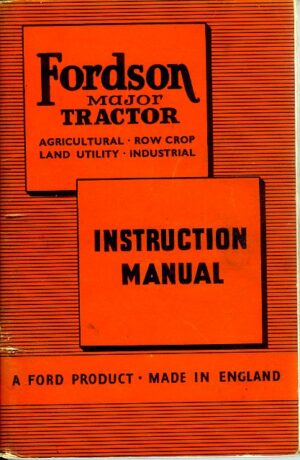 Fordson
MAJOR
TRACTOR
AGRICULTURAL · ROW CROP
LAND UTILITY · INDUSTRIAL
INSTRUCTION
MANUAL
A FORD PRODUCT · MADE IN ENGLAND